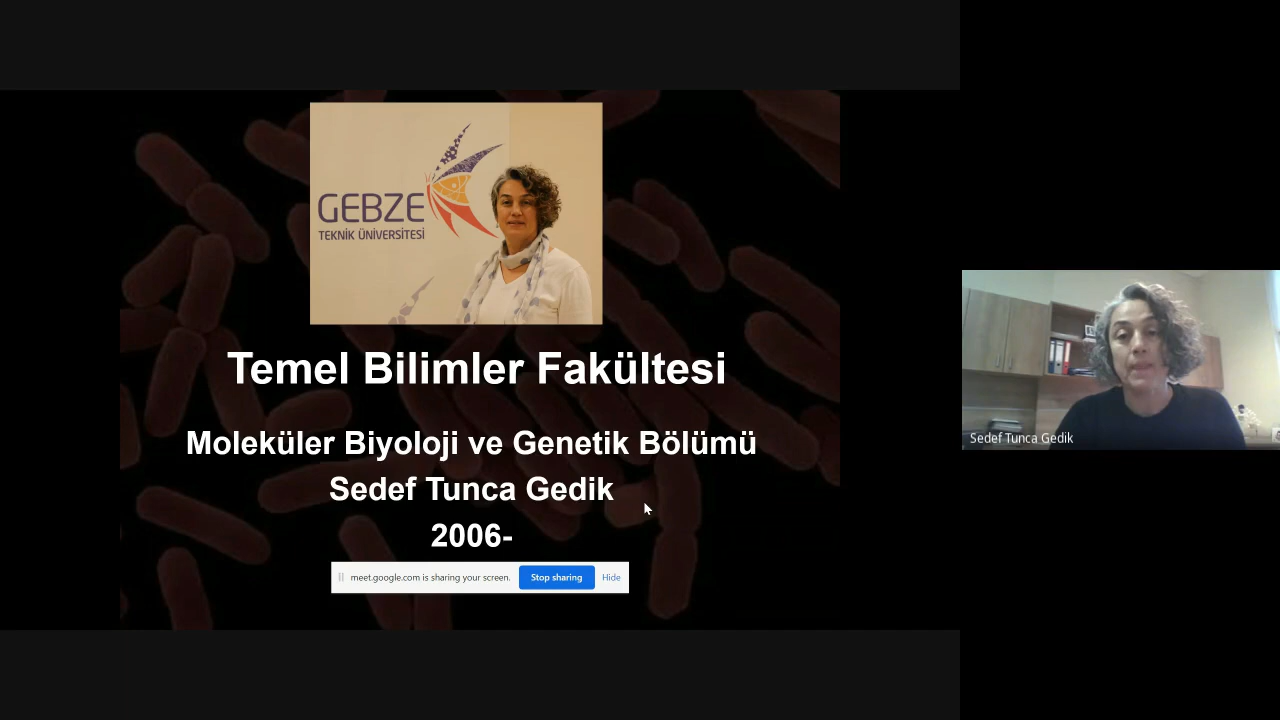 GEBZE
TEKNİK ÜNİVERSİTESİ
Temel Bilimler Fakültesi
Moleküler Biyoloji ve Genetik Bölümü
Sedef Tunca Gedik
2006-
meet.google.com is sharing your screen. Stop sharing Hide
Sedef Tunca Gedik